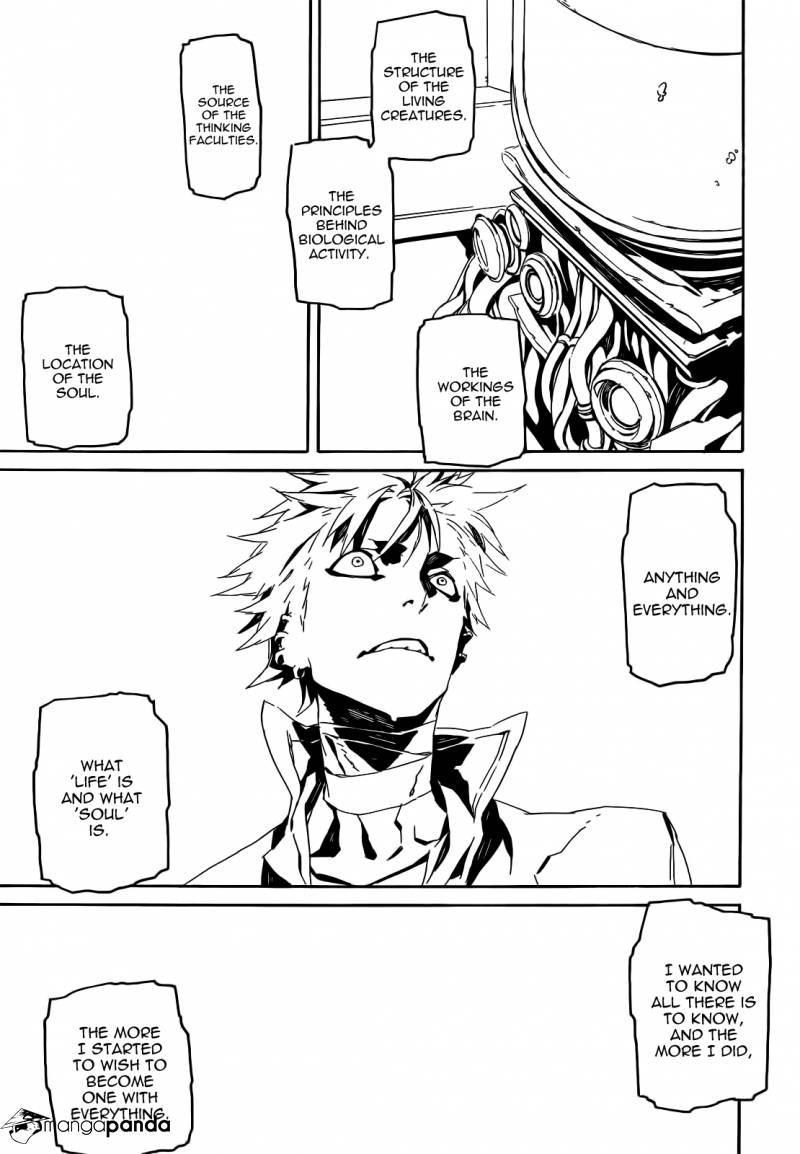 THE
STRUCTURE
OF THE
LIVING
CREATURES.
THE
PRINCIPLES
BEHIND
BIOLOGICAL
ACTIVITY.
THE
WORKINGS
OF THE
BRAIN.
THE
SOURCE
OF THE
THINKING
FACULTIES.
THE
LOCATION
OF THE
SOUL.
ANYTHING
AND
EVERYTHING.
WHAT
'LIFE' IS
AND WHAT
'SOUL'
IS.
I WANTED
TO KNOW
ALL THERE IS
TO KNOW,
AND THE
MORE I DID,
THE MORE
I STARTED
TO WISH TO
BECOME
ONE WITH
EVERYTHING.
mangapanda